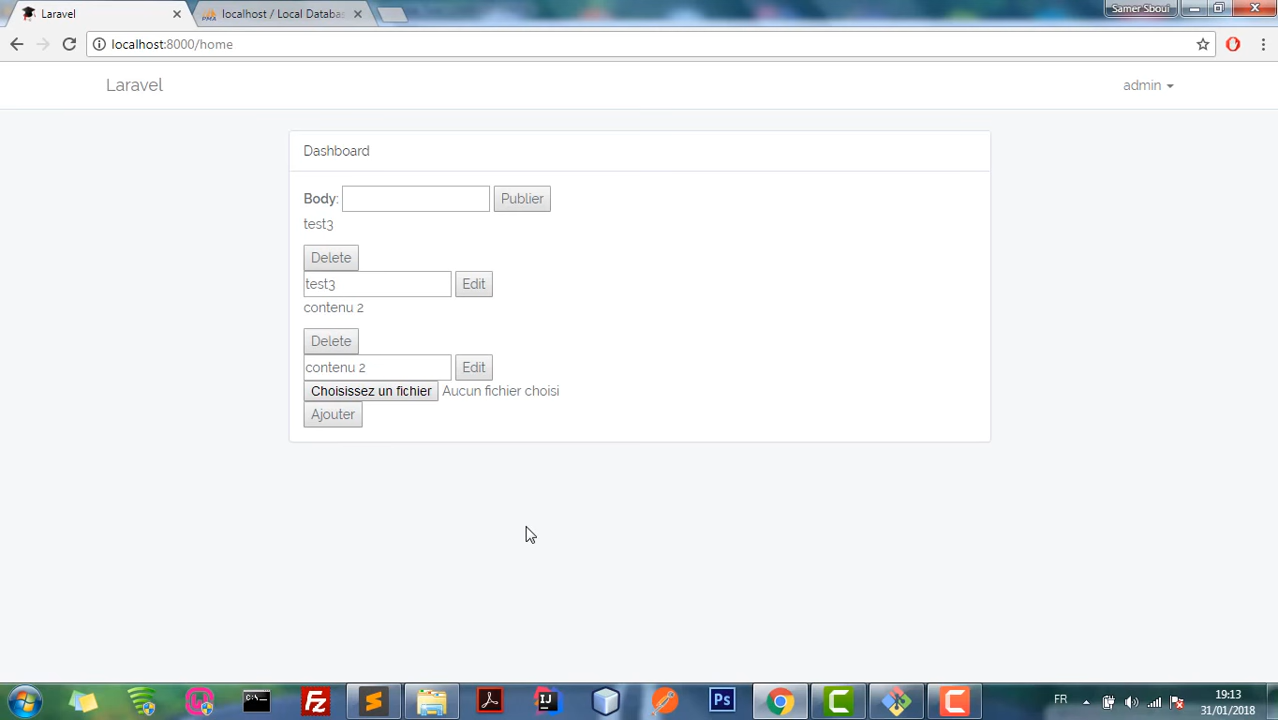 Laravel
localhost / Local Databas
Samer Sboui
localhost:8000/home
Laravel
admin
Dashboard
Body: Publier
test3
Delete
test3 Edit
contenu 2
Delete
contenu 2 Edit
Choisissez un fichier Aucun fichier choisi
Ajouter
FR
19:13
31/01/2018